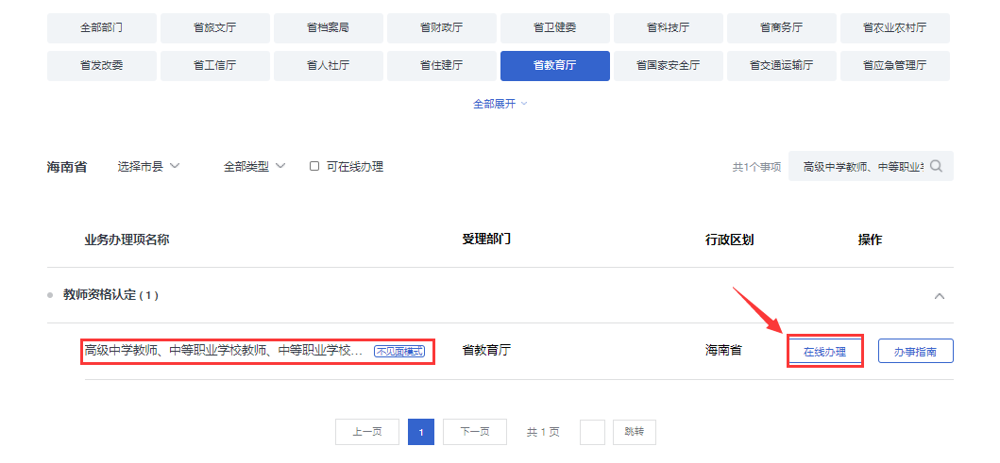 全部部门 省旅文厅 省档案局 省财政厅 省卫健委 省科技厅 省商务厅 省农业农村厅
省发改委 省工信厅 省人社厅 省住建厅 省教育厅 省国家安全厅 省交通运输厅 省应急管理厅
全部展开
海南省 选择市县 全部类型 可在线办理 共1个事项 高级中学教师、中等职业
业务办理项名称 受理部门 行政区划 操作
教师资格认定 ( 1 )
高级中学教师、中等职业学校教师、中等职业学校... 不见面模式 省教育厅 海南省 在线办理 办事指南
上一页 1 下一页 共 1 页 跳转